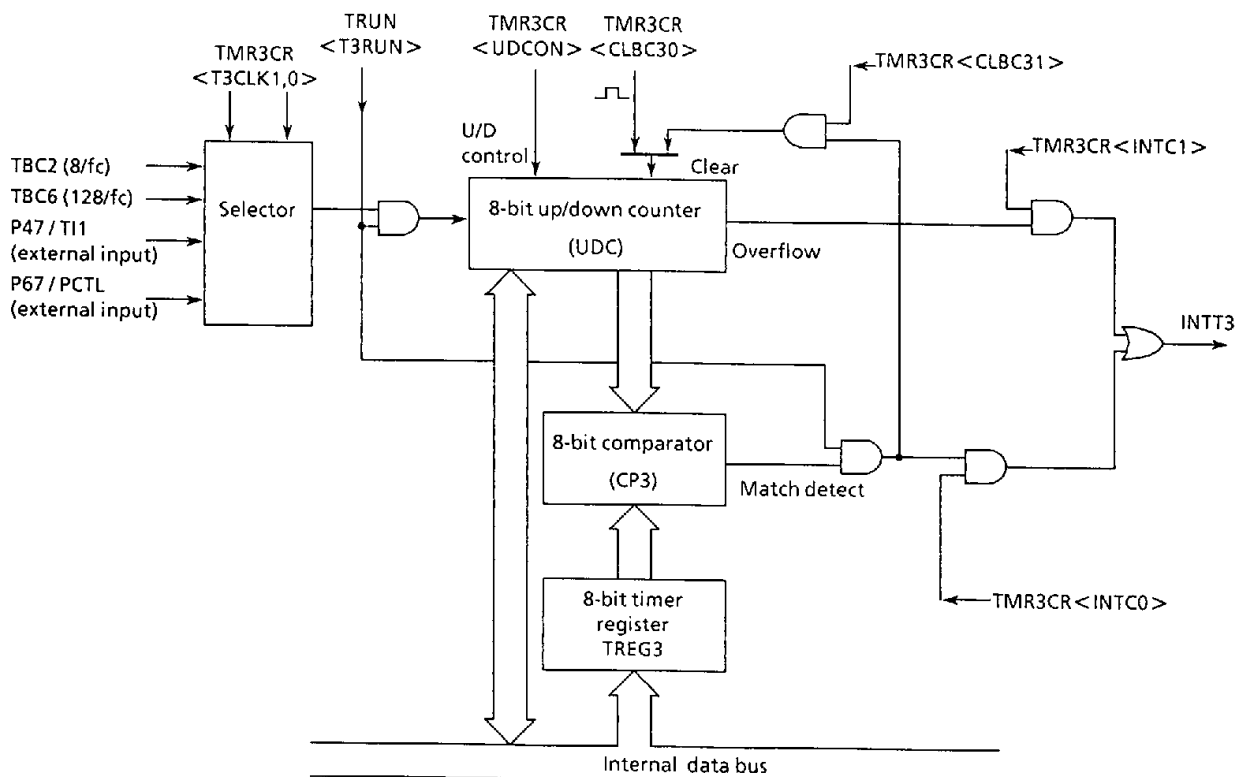 TRUN
<T3RUN>
TMR3CR
<UDCON>
TMR3CR
<CLBC30>
TMR3CR
<T3CLK1,0>
TMR3CR<CLBC31>
U/D
control
Clear
TMR3CR<INTC1>
TBC2 (8/fc)
TBC6 (128/fc)
P47 / TI1
(external input)
P67 / PCTL
(external input)
Selector
8-bit up/down counter
(UDC)
Overflow
INTT3
8-bit comparator
(CP3)
Match detect
8-bit timer
register
TREG3
TMR3CR<INTC0>
Internal data bus